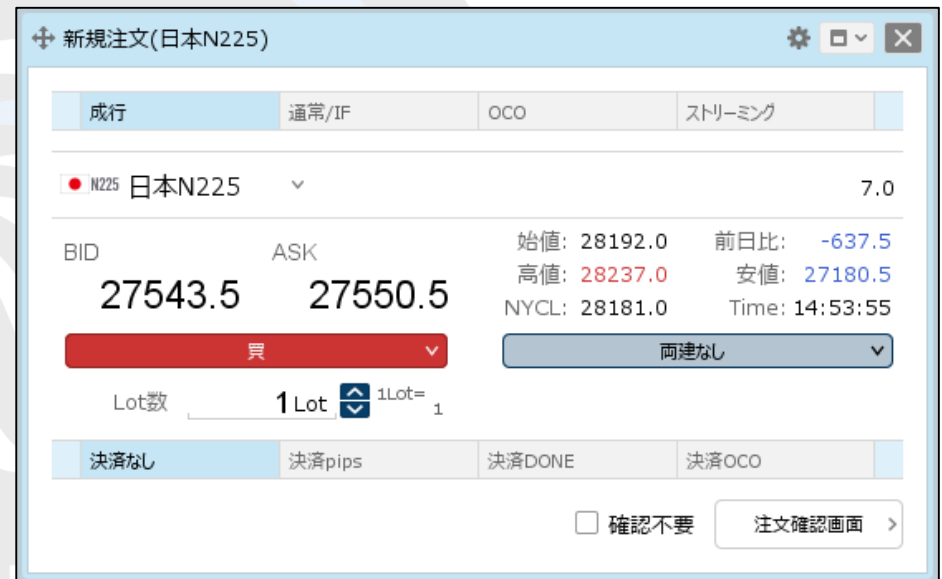 新規注文(日本N225)
成行 通常/IF OCO ストリーミング
N225 日本N225 7.0
BID ASK 始値: 28192.0 前日比: -637.5
27543.5 27550.5 高値: 28237.0 安値: 27180.5
NYCL: 28181.0 Time: 14:53:55
買 両建なし
Lot数 1 Lot 1Lot= 1
決済なし 決済pips 決済DONE 決済OCO
確認不要 注文確認画面